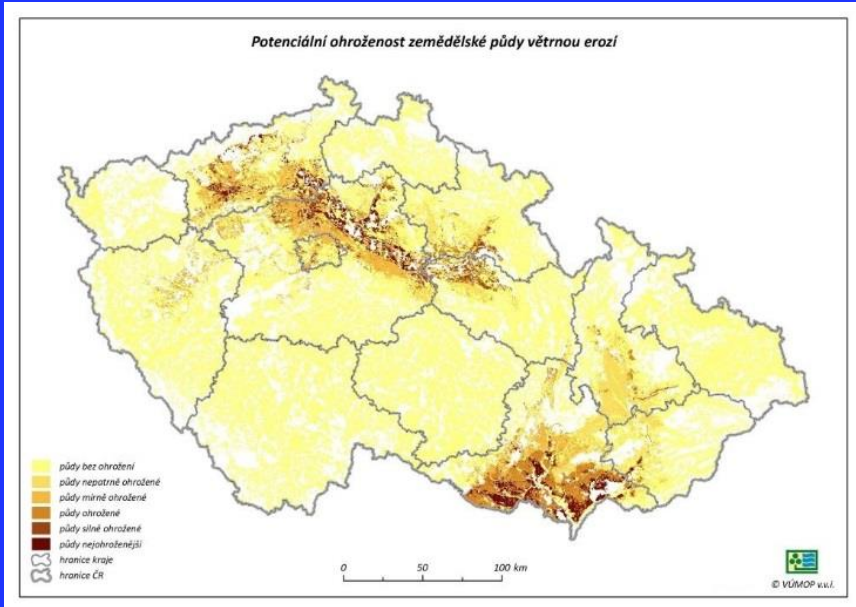 Potenciální ohroženost zemědělské půdy větrnou erozí
půdy bez ohrožení
půdy nepatrně ohrožené
půdy mírně ohrožené
půdy ohrožené
půdy silně ohrožené
půdy nejohroženější
hranice kraje
hranice ČR
0 50 100 km
© VÚMOP v.v.i.